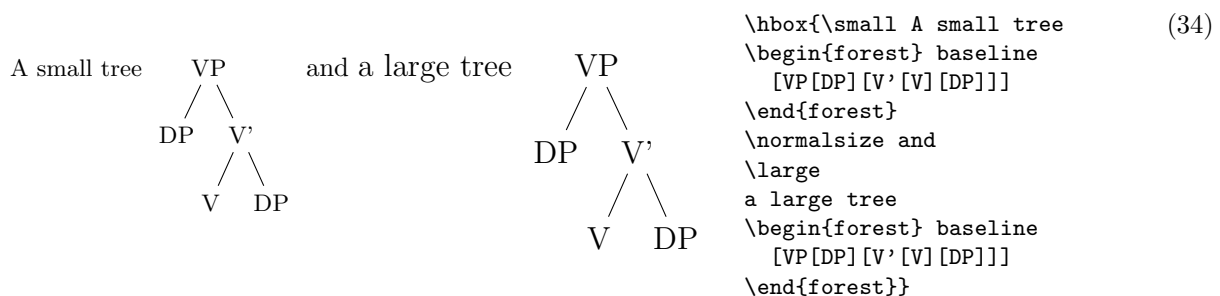 A small tree VP and a large tree VP
DP V'
V DP
DP V'
V DP
\hbox{\small A small tree
\begin{forest} baseline
[VP[DP][V'[V][DP]]]
\end{forest}
\normalsize and
\large
a large tree
\begin{forest} baseline
[VP[DP][V'[V][DP]]]
\end{forest}}
(34)